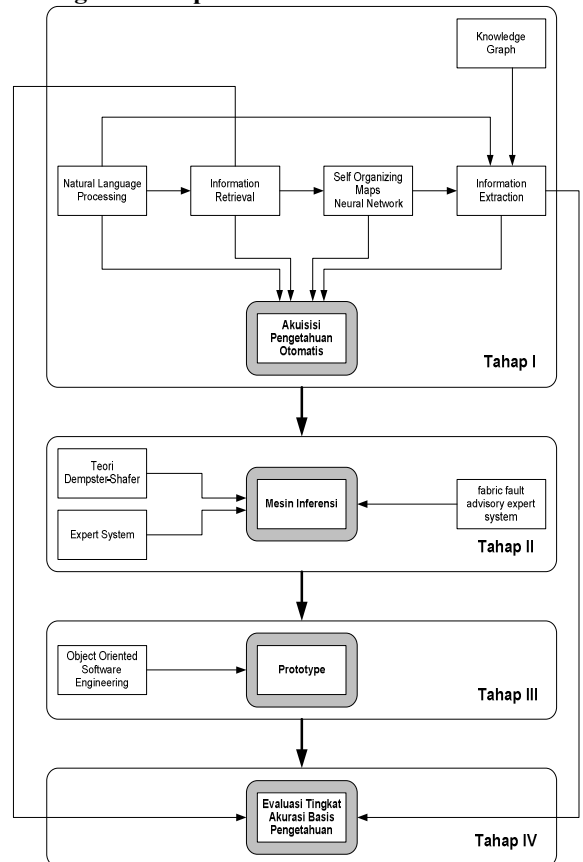 Knowledge
Graph
Natural Language
Processing
Information
Retrieval
Self Organizing
Maps
Neural Network
Information
Extraction
Akuisisi
Pengetahuan
Otomatis
Tahap I
Teori
Dempster-Shafer
Mesin Inferensi
fabric fault
advisory expert
system
Expert System
Tahap II
Object Oriented
Software
Engineering
Prototype
Tahap III
Evaluasi Tingkat
Akurasi Basis
Pengetahuan
Tahap IV